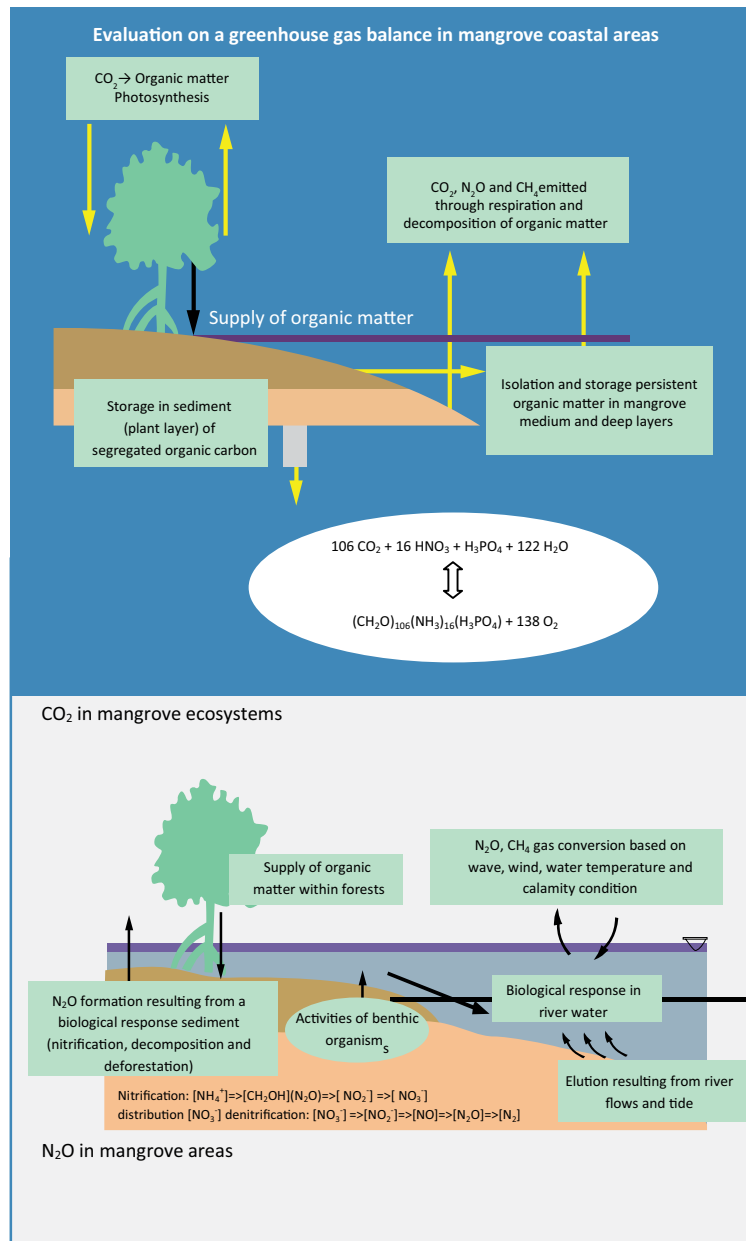 Evaluation on a greenhouse gas balance in mangrove coastal areas
CO₂→ Organic matter
Photosynthesis
CO₂, N₂O and CH₄emitted
through respiration and
decomposition of organic matter
Supply of organic matter
Isolation and storage persistent
organic matter in mangrove
medium and deep layers
Storage in sediment
(plant layer) of
segregated organic carbon
106 CO₂ + 16 HNO₃ + H₃PO₄ + 122 H₂O
(CH₂O)₁₀₆(NH₃)₁₆(H₃PO₄) + 138 O₂
CO₂ in mangrove ecosystems
Supply of organic
matter within forests
N₂O, CH₄ gas conversion based on
wave, wind, water temperature and
calamity condition
N₂O formation resulting from a
biological response sediment
(nitrification, decomposition and
deforestation)
Activities of benthic
organisms
Biological response in
river water
Elution resulting from river
flows and tide
Nitrification: [NH₄⁺]=>[CH₂OH](N₂O)=>[ NO₂⁻] =>[ NO₃⁻]
distribution [NO₃⁻] denitrification: [NO₃⁻] =>[NO₂⁻]=>[NO]=>[N₂O]=>[N₂]
N₂O in mangrove areas